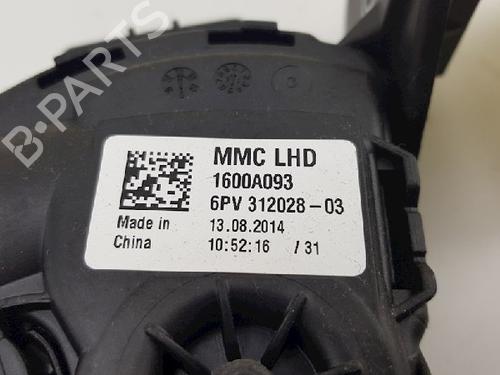 B-PARTS
MMC LHD
1600A093
6PV 312028-03
Made in 13.08.2014
China 10:52:16 /31